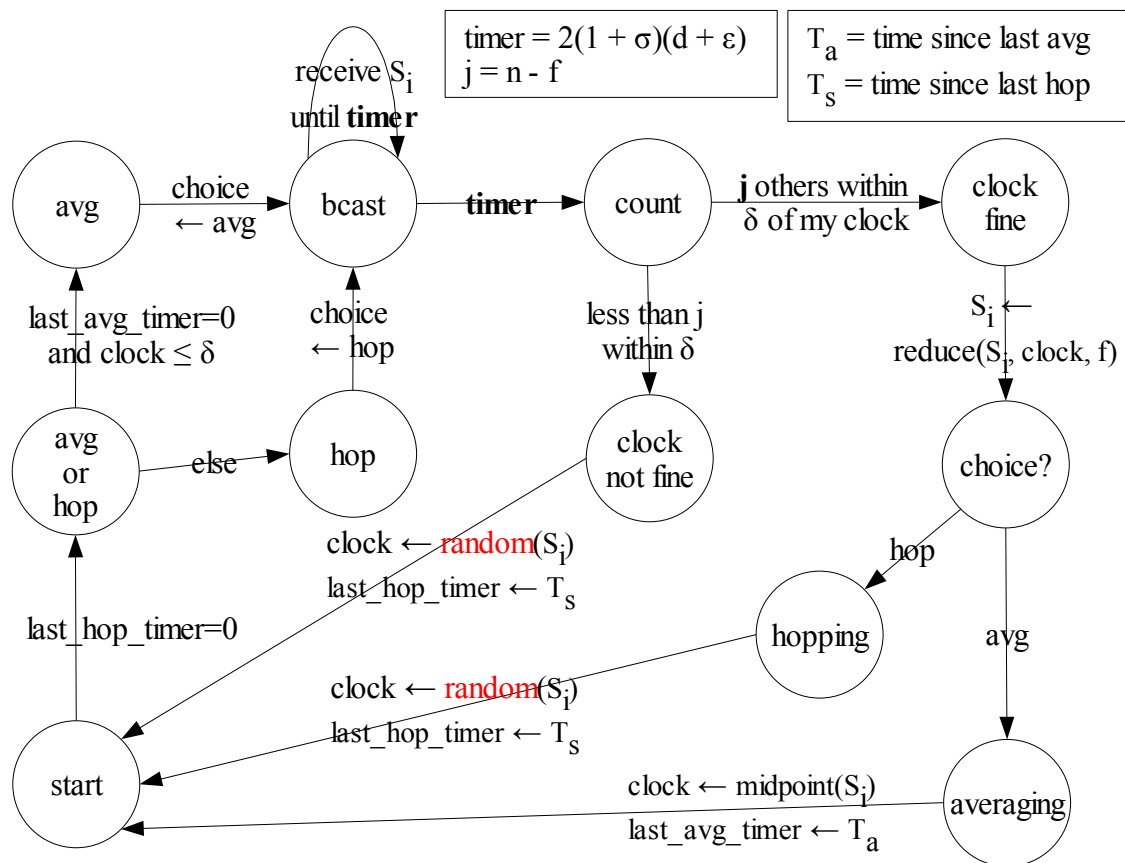 timer = 2(1 + σ)(d + ε)
j = n - f
T_a = time since last avg
T_s = time since last hop
receive S_i
until timer
avg
choice
← avg
bcast
timer
count
j others within
δ of my clock
clock
fine
last_avg_timer=0
and clock ≤ δ
choice
← hop
less than j
within δ
S_i ←
reduce(S_i, clock, f)
avg
or
hop
else
hop
clock
not fine
choice?
clock ← random(S_i)
last_hop_timer ← T_s
hop
last_hop_timer=0
hopping
avg
clock ← random(S_i)
last_hop_timer ← T_s
start
clock ← midpoint(S_i)
last_avg_timer ← T_a
averaging